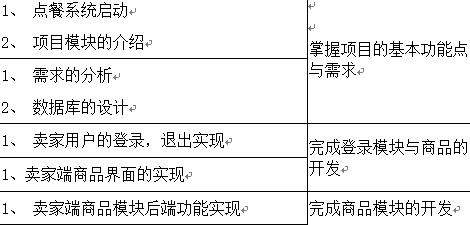 1、 点餐系统启动
2、 项目模块的介绍
1、 需求的分析
2、 数据库的设计
掌握项目的基本功能点
与需求
1、 卖家用户的登录，退出实现
1、卖家端商品界面的实现
完成登录模块与商品的
开发
1、 卖家端商品模块后端功能实现
完成商品模块的开发